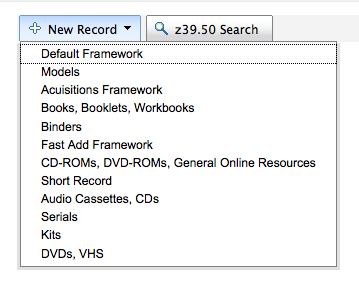 New Record z39.50 Search
Default Framework
Models
Acuisitions Framework
Books, Booklets, Workbooks
Binders
Fast Add Framework
CD-ROMs, DVD-ROMs, General Online Resources
Short Record
Audio Cassettes, CDs
Serials
Kits
DVDs, VHS